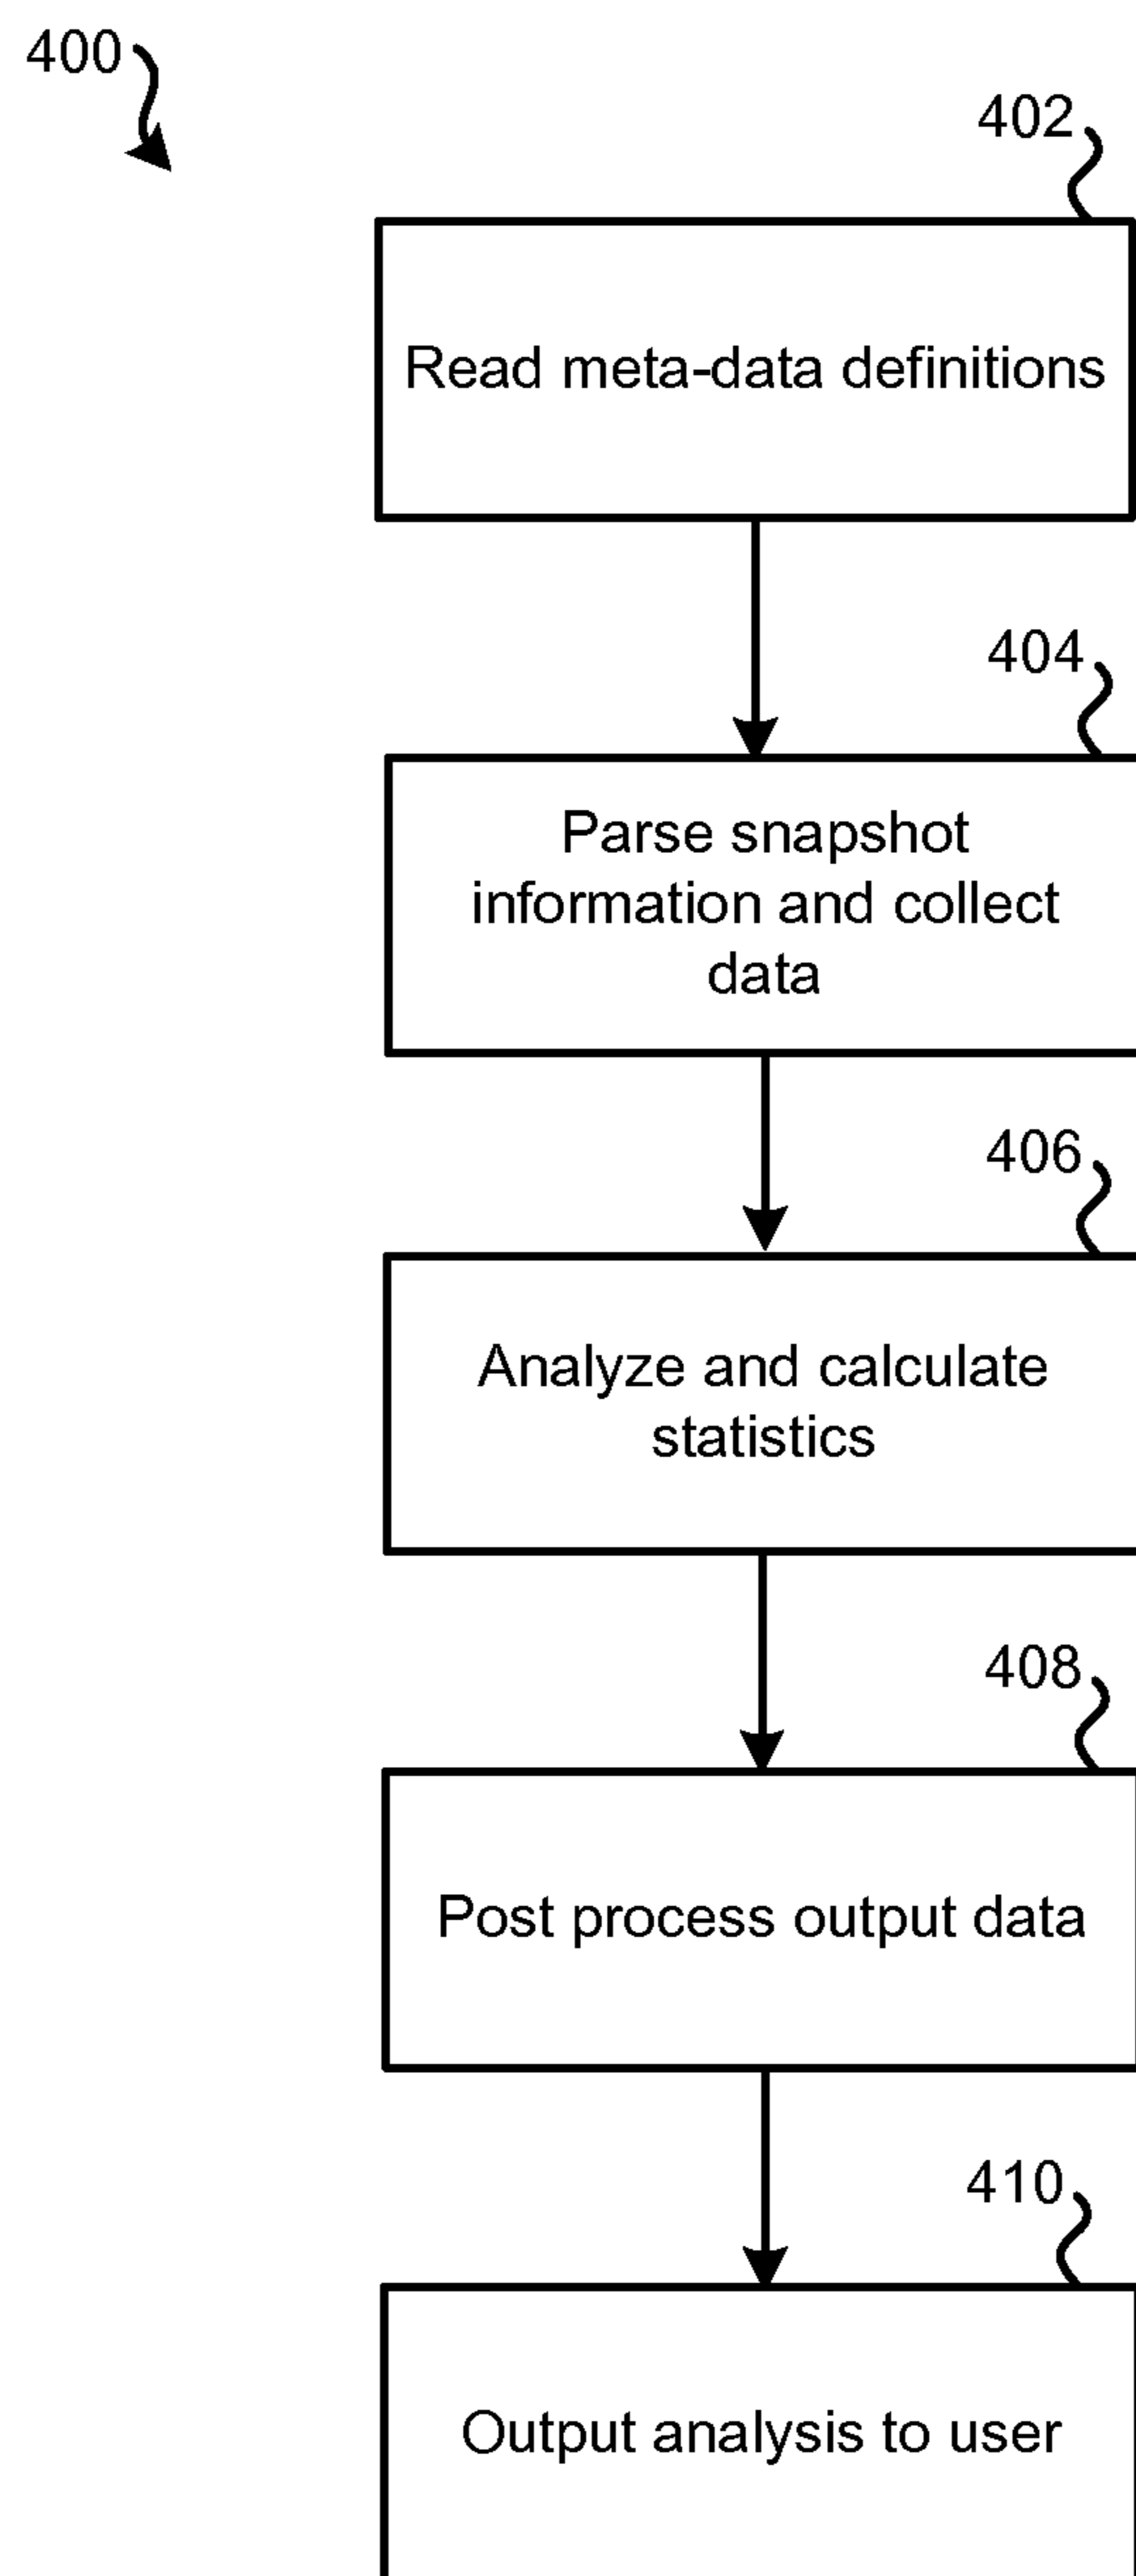 400
402
Read meta-data definitions
404
Parse snapshot
information and collect
data
406
Analyze and calculate
statistics
408
Post process output data
410
Output analysis to user